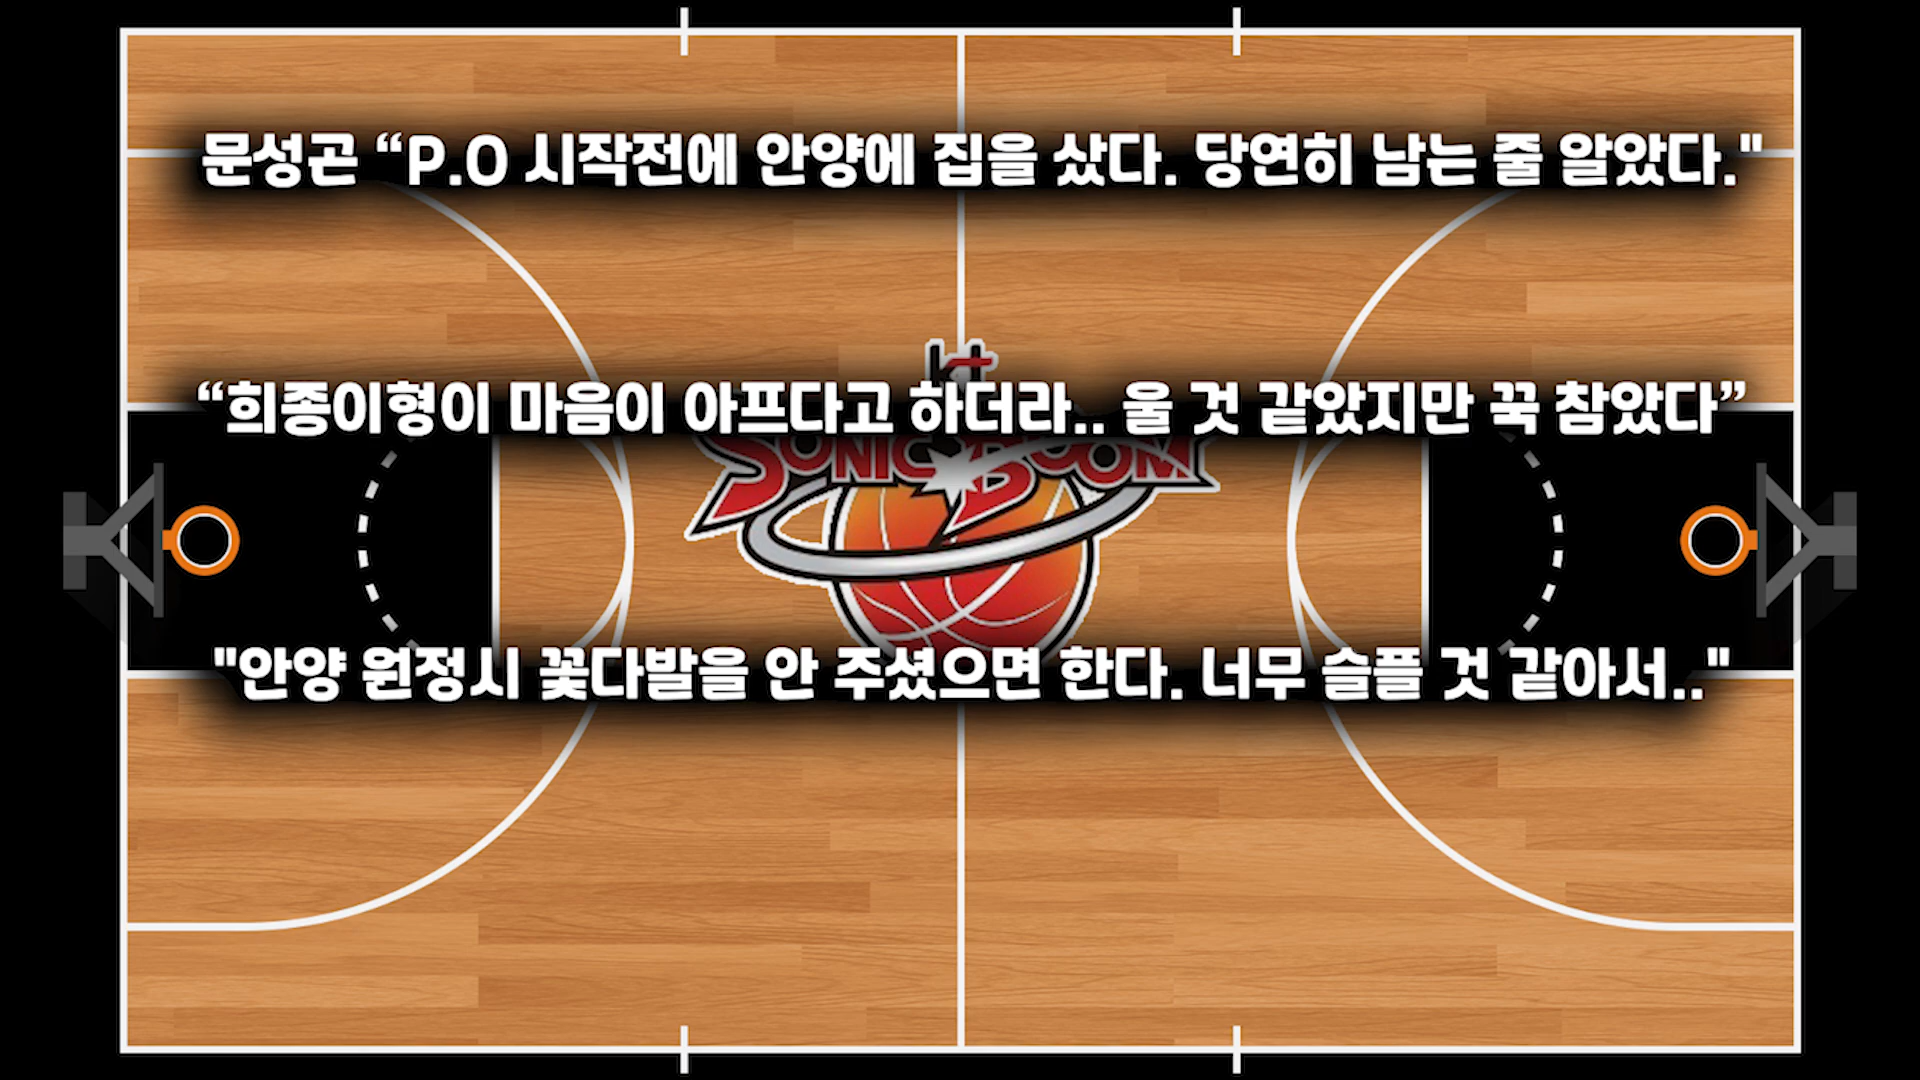 문성곤 “P.O 시작전에 안양에 집을 샀다. 당연히 남는 줄 알았다."
kt
“희종이형이 마음이 아프다고 하더라.. 울 것 같았지만 꾹 참았다”
SONIC BOOM
"안양 원정시 꽃다발을 안 주셨으면 한다. 너무 슬플 것 같아서.."